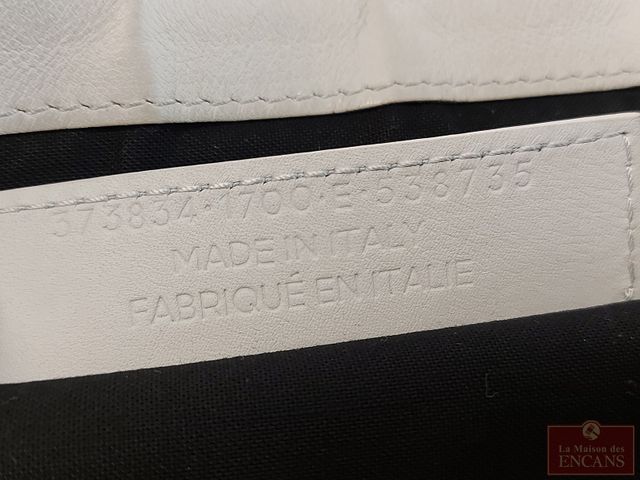 373834·1700·E·538735
MADE IN ITALY
FABRIQUÉ EN ITALIE
La Maison des
ENCANS